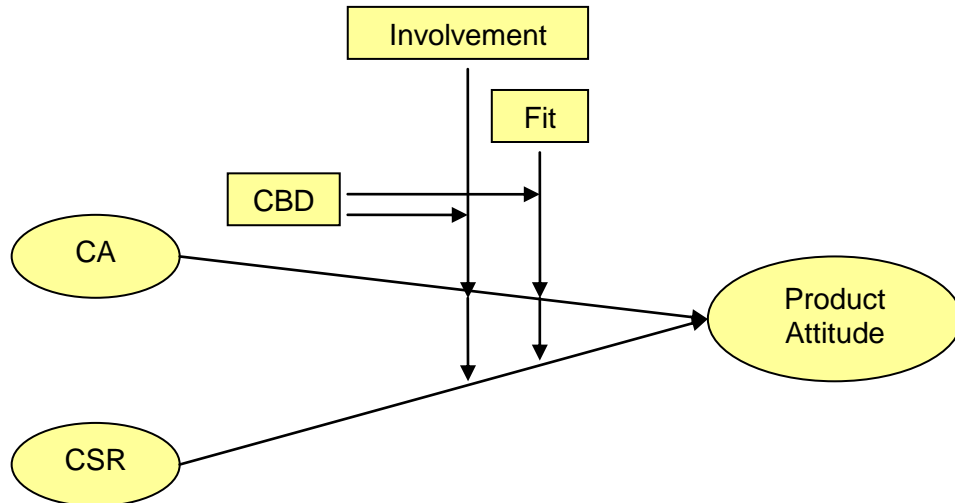 Involvement
Fit
CBD
CA
Product
Attitude
CSR